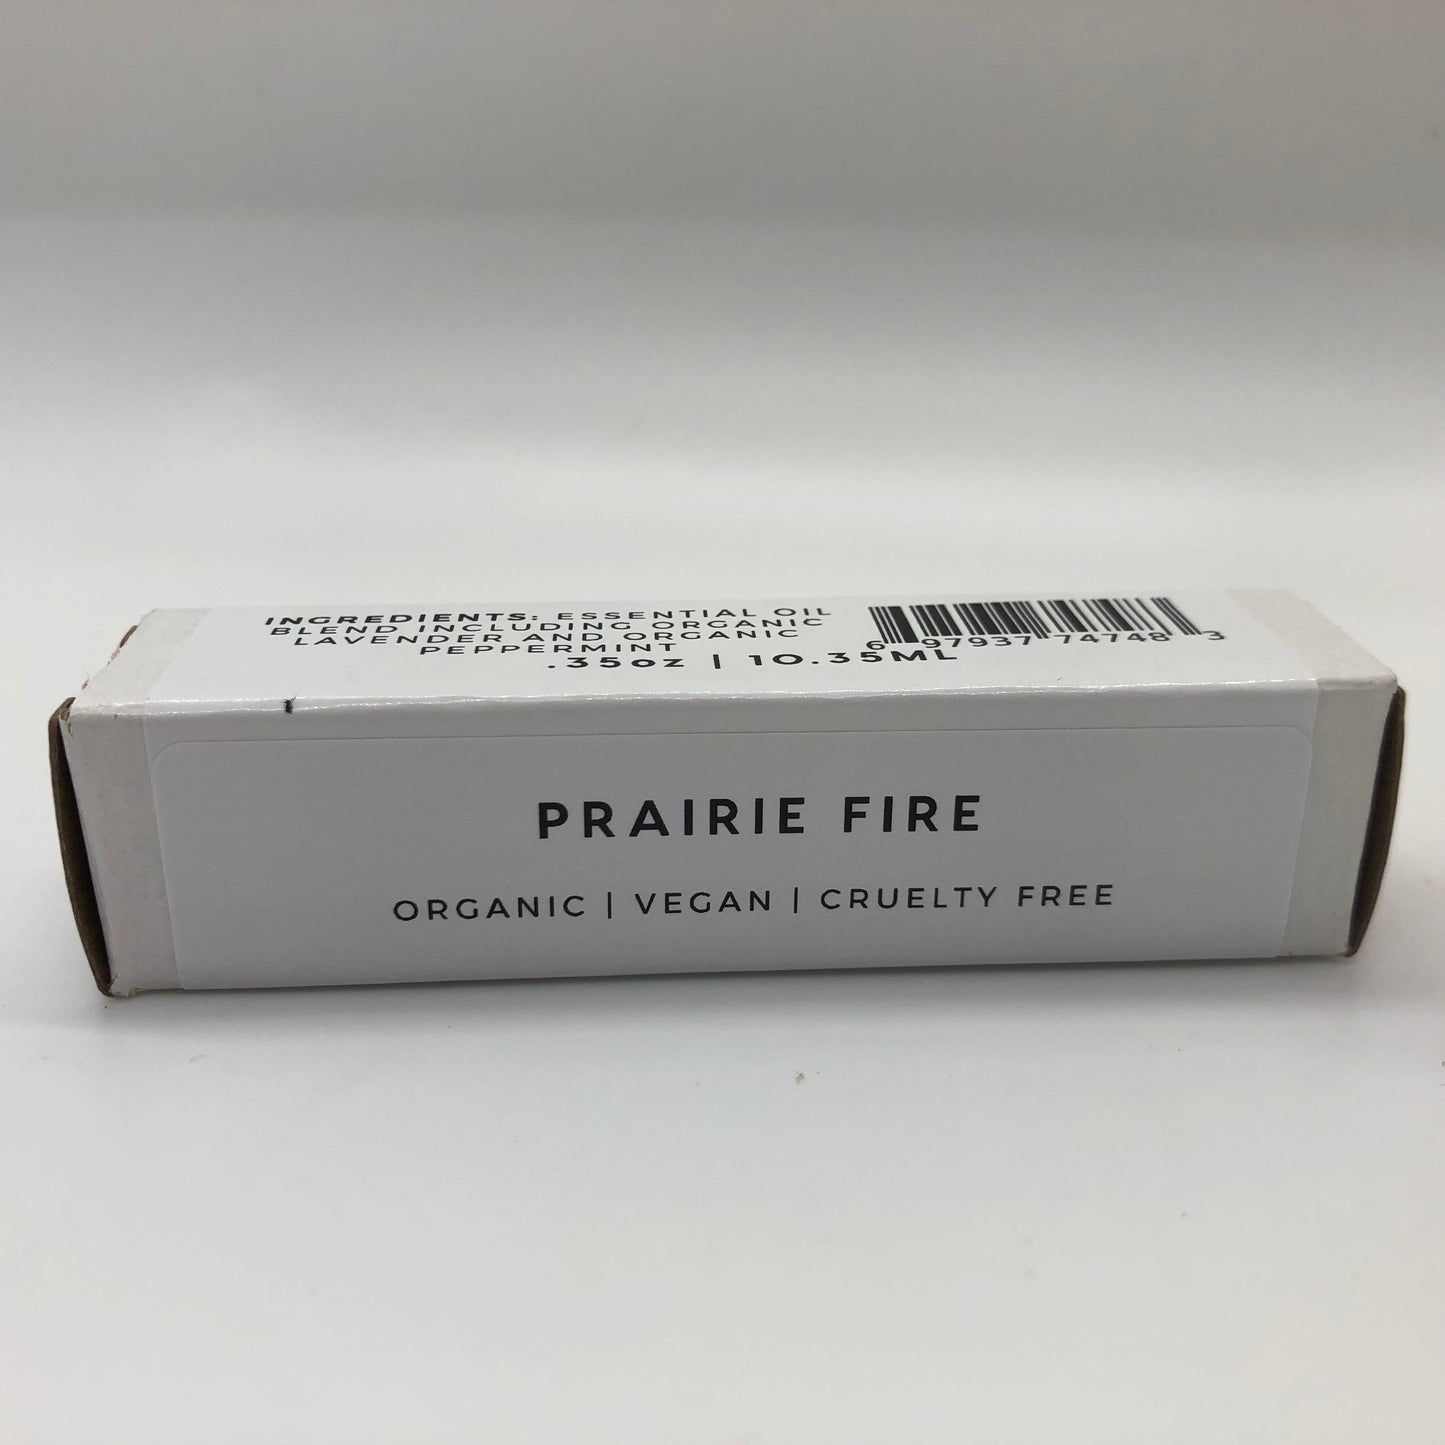 INGREDIENTS: ESSENTIAL OIL
BLEND INCLUDING ORGANIC
LAVENDER AND ORGANIC
PEPPERMINT
.35oz | 10.35ML
6 97937 74748 3
PRAIRIE FIRE
ORGANIC | VEGAN | CRUELTY FREE